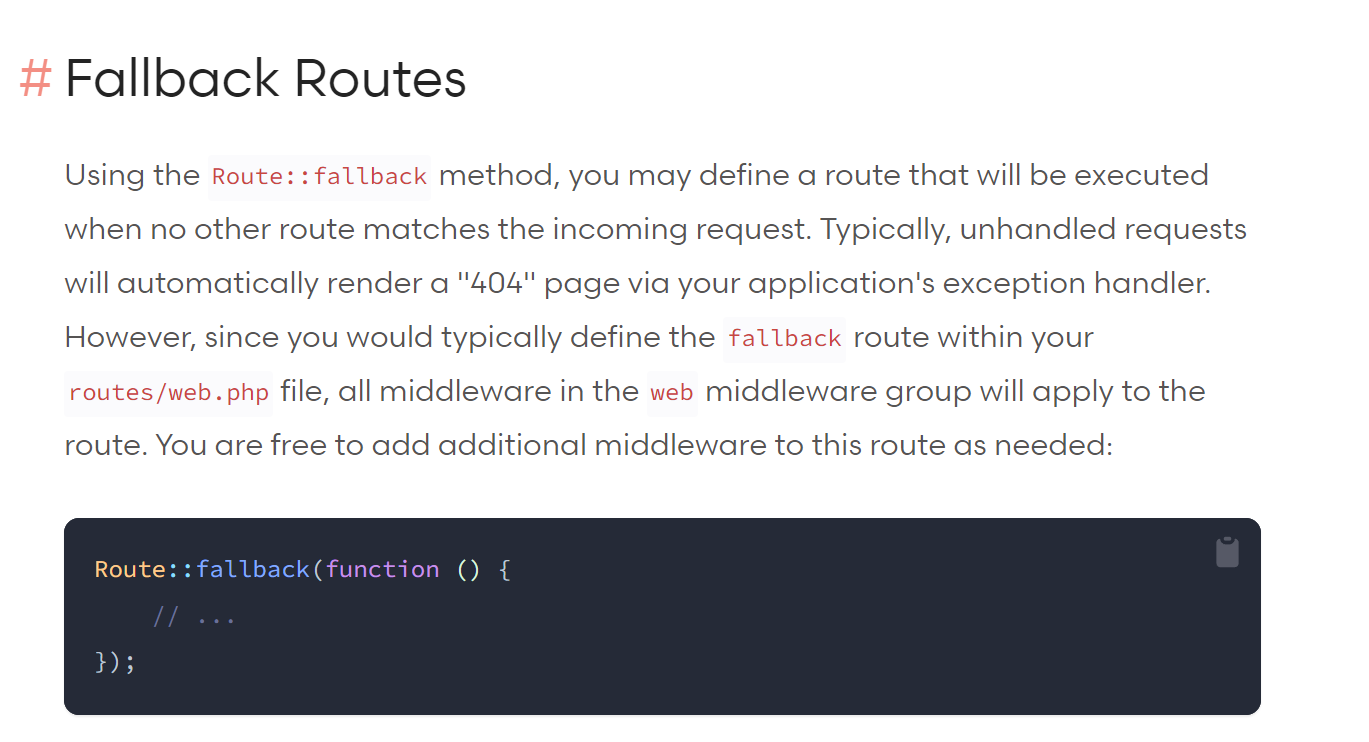 # Fallback Routes
Using the Route::fallback method, you may define a route that will be executed
when no other route matches the incoming request. Typically, unhandled requests
will automatically render a "404" page via your application's exception handler.
However, since you would typically define the fallback route within your
routes/web.php file, all middleware in the web middleware group will apply to the
route. You are free to add additional middleware to this route as needed:
Route::fallback(function () {
    // ...
});